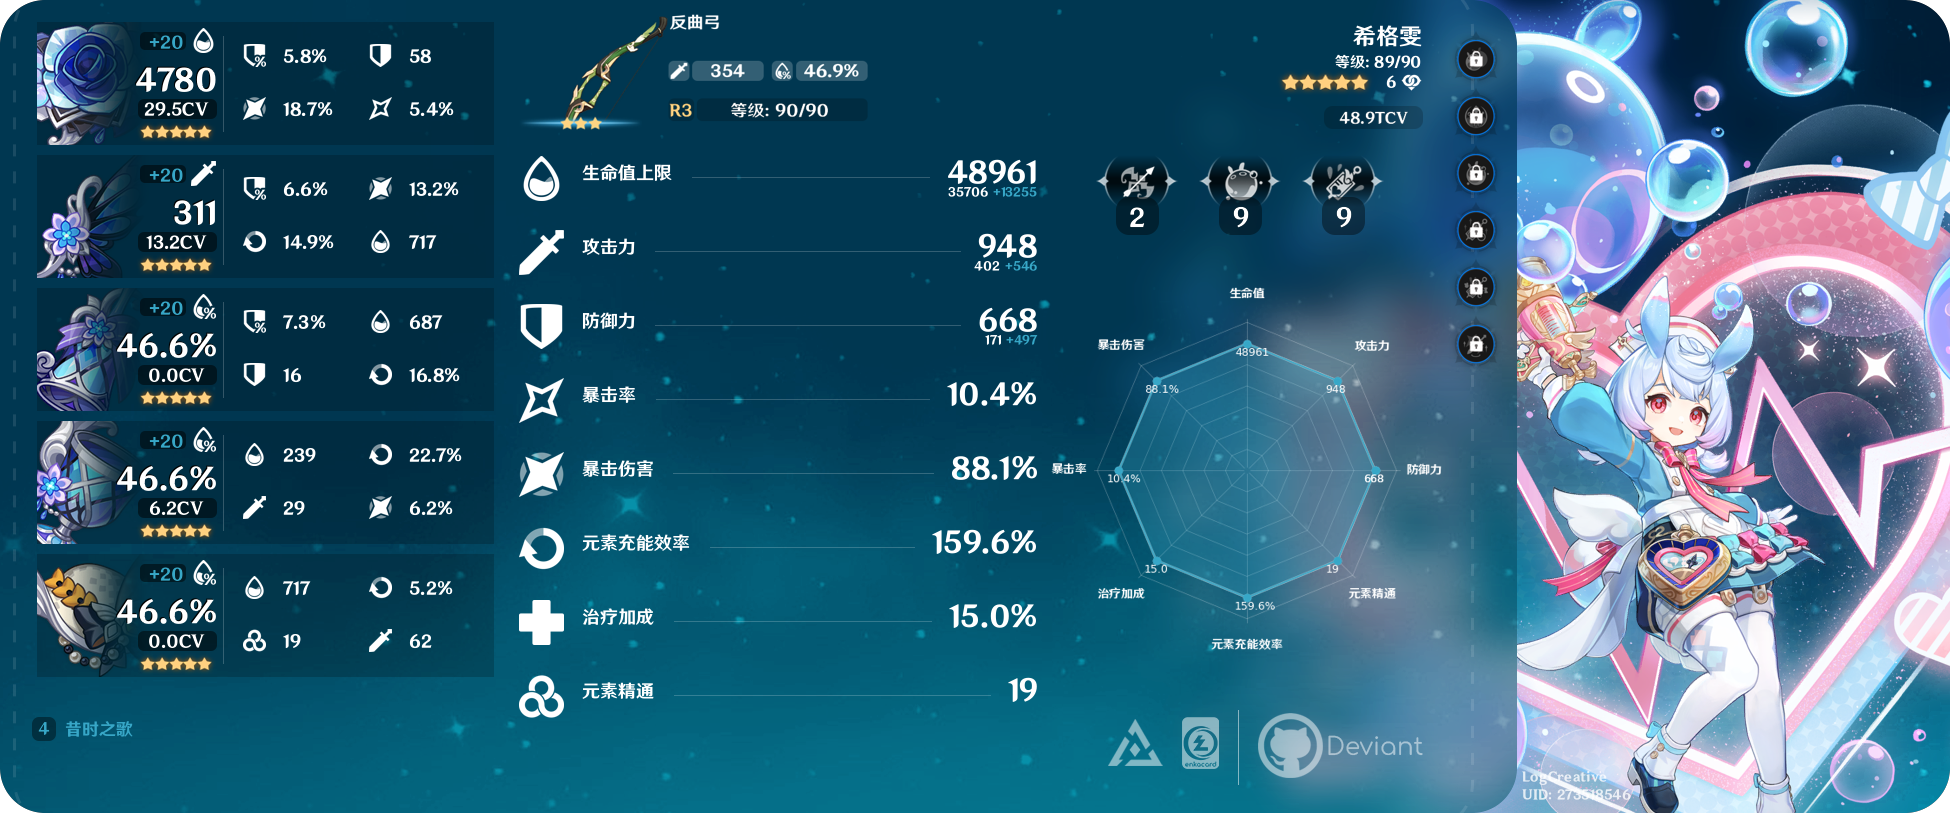 +20
4780
29.5CV
5.8%
58
18.7%
5.4%
+20
311
13.2CV
6.6%
13.2%
14.9%
717
+20
46.6%
0.0CV
7.3%
687
16
16.8%
+20
46.6%
6.2CV
239
22.7%
29
6.2%
+20
46.6%
0.0CV
717
5.2%
19
62
4 昔时之歌
反曲弓
354 46.9%
R3 等级: 90/90
生命值上限 48961
35706 +13255
攻击力 948
402 +546
防御力 668
171 +497
暴击率 10.4%
暴击伤害 88.1%
元素充能效率 159.6%
治疗加成 15.0%
元素精通 19
希格雯
等级: 89/90
6
48.9TCV
2 9 9
生命值
48961
攻击力
948
防御力
668
元素精通
19
元素充能效率
159.6%
治疗加成
15.0
暴击率
10.4%
暴击伤害
88.1%
enkacard
Deviant
LogCreative
UID: 273518546